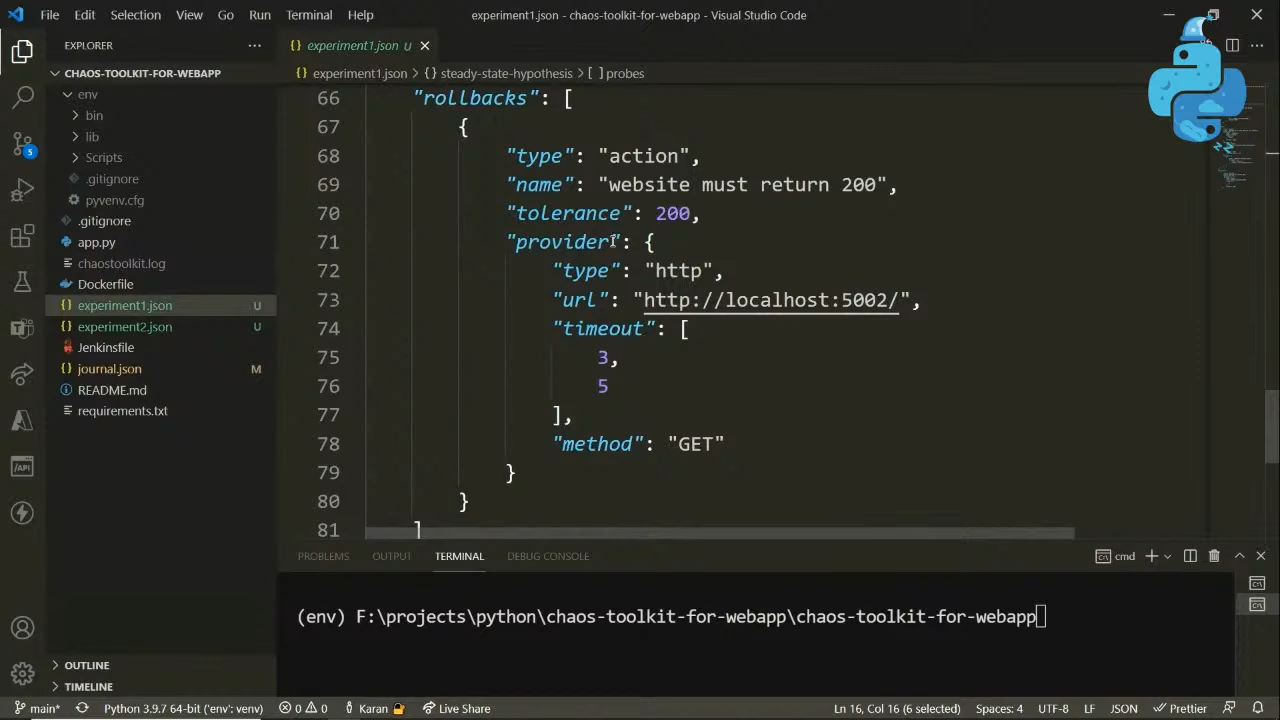 File Edit Selection View Go Run Terminal Help experiment1.json - chaos-toolkit-for-webapp - Visual Studio Code
EXPLORER
CHAOS-TOOLKIT-FOR-WEBAPP
env
bin
lib
Scripts
.gitignore
pyvenv.cfg
.gitignore
app.py
chaostoolkit.log
Dockerfile
experiment1.json U
experiment2.json U
Jenkinsfile
journal.json M
README.md
requirements.txt
OUTLINE
TIMELINE
5
/API
{} experiment1.json U
{} experiment1.json > {} steady-state-hypothesis > [ ] probes
66 "rollbacks": [
67 {
68 "type": "action",
69 "name": "website must return 200",
70 "tolerance": 200,
71 "provider": {
72 "type": "http",
73 "url": "http://localhost:5002/",
74 "timeout": [
75 3,
76 5
77 ],
78 "method": "GET"
79 }
80 }
81 ]
PROBLEMS OUTPUT TERMINAL DEBUG CONSOLE cmd
(env) F:\projects\python\chaos-toolkit-for-webapp\chaos-toolkit-for-webapp
main* Python 3.9.7 64-bit ('env': venv) 0 0 Karan Live Share Ln 16, Col 16 (6 selected) Spaces: 4 UTF-8 LF JSON Prettier